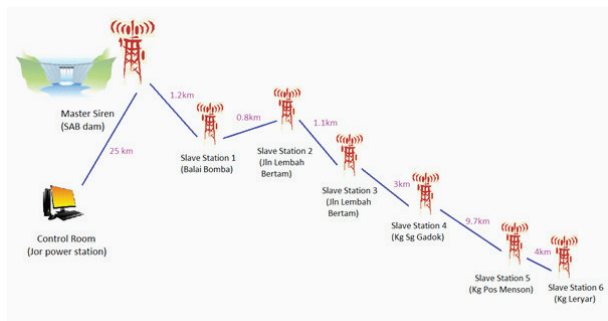 Master Siren
(SAB dam)
1.2km
25 km
Control Room
(Jor power station)
Slave Station 1
(Balai Bomba)
0.8km
Slave Station 2
(Jln Lembah
Bertam)
1.1km
Slave Station 3
(Jln Lembah
Bertam)
3km
Slave Station 4
(Kg Sg Gadok)
9.7km
Slave Station 5
(Kg Pos Menson)
4km
Slave Station 6
(Kg Leryar)